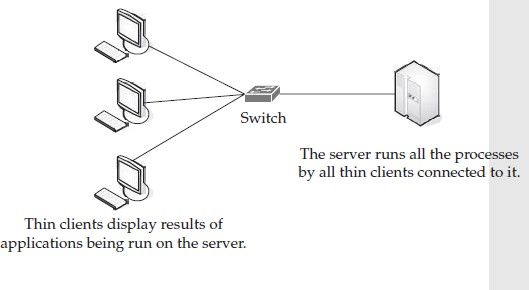 Switch
The server runs all the processes
by all thin clients connected to it.
Thin clients display results of
applications being run on the server.